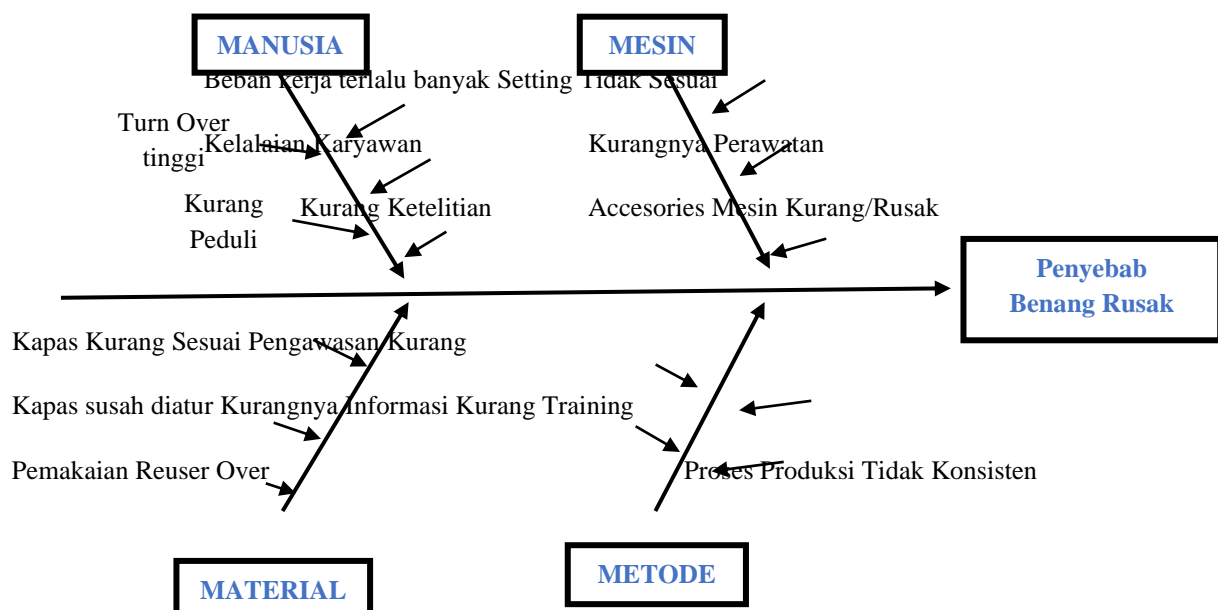 MANUSIA
MESIN
Beban kerja terlalu banyak Setting Tidak Sesuai
Turn Over
tinggi
Kelalaian Karyawan
Kurangnya Perawatan
Kurang
Peduli
Kurang Ketelitian
Accesories Mesin Kurang/Rusak
Penyebab
Benang Rusak
Kapas Kurang Sesuai Pengawasan Kurang
Kapas susah diatur Kurangnya Informasi Kurang Training
Pemakaian Reuser Over
Proses Produksi Tidak Konsisten
MATERIAL
METODE